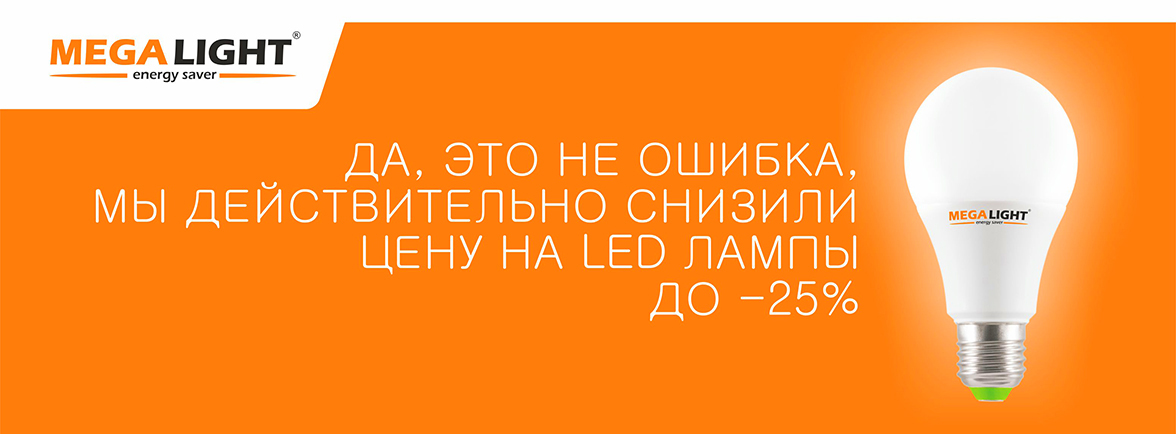 MEGALIGHT®
energy saver
ДА, ЭТО НЕ ОШИБКА,
МЫ ДЕЙСТВИТЕЛЬНО СНИЗИЛИ
ЦЕНУ НА LED ЛАМПЫ
ДО -25%
MEGALIGHT®
energy saver